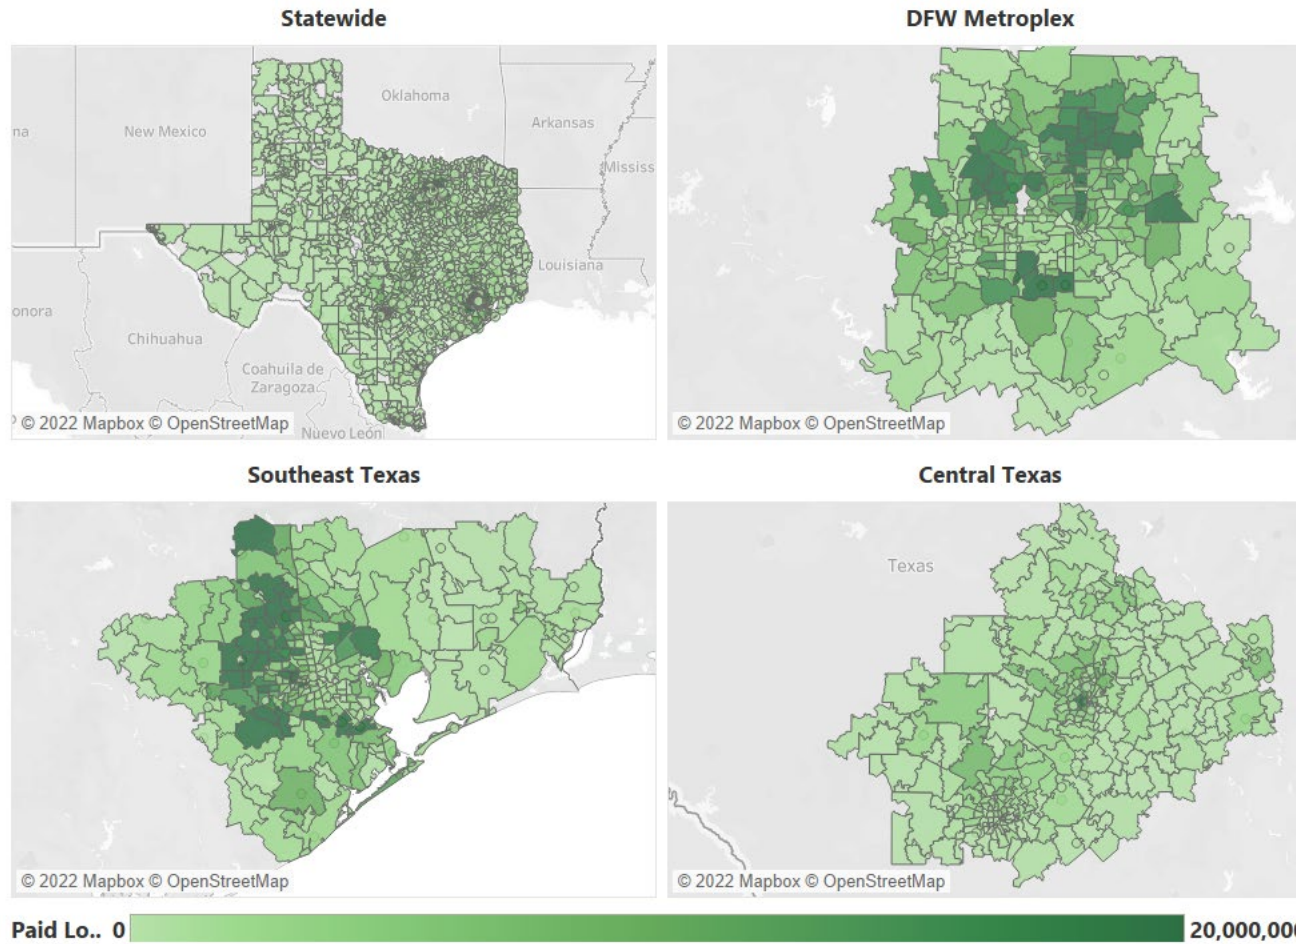 Statewide
DFW Metroplex
na
New Mexico
Oklahoma
Arkansas
Mississ
Louisiana
onora
Chihuahua
Coahuila de
Zaragoza
Nuevo León
© 2022 Mapbox © OpenStreetMap
© 2022 Mapbox © OpenStreetMap
Southeast Texas
Central Texas
Texas
© 2022 Mapbox © OpenStreetMap
© 2022 Mapbox © OpenStreetMap
Paid Lo.. 0
20,000,000